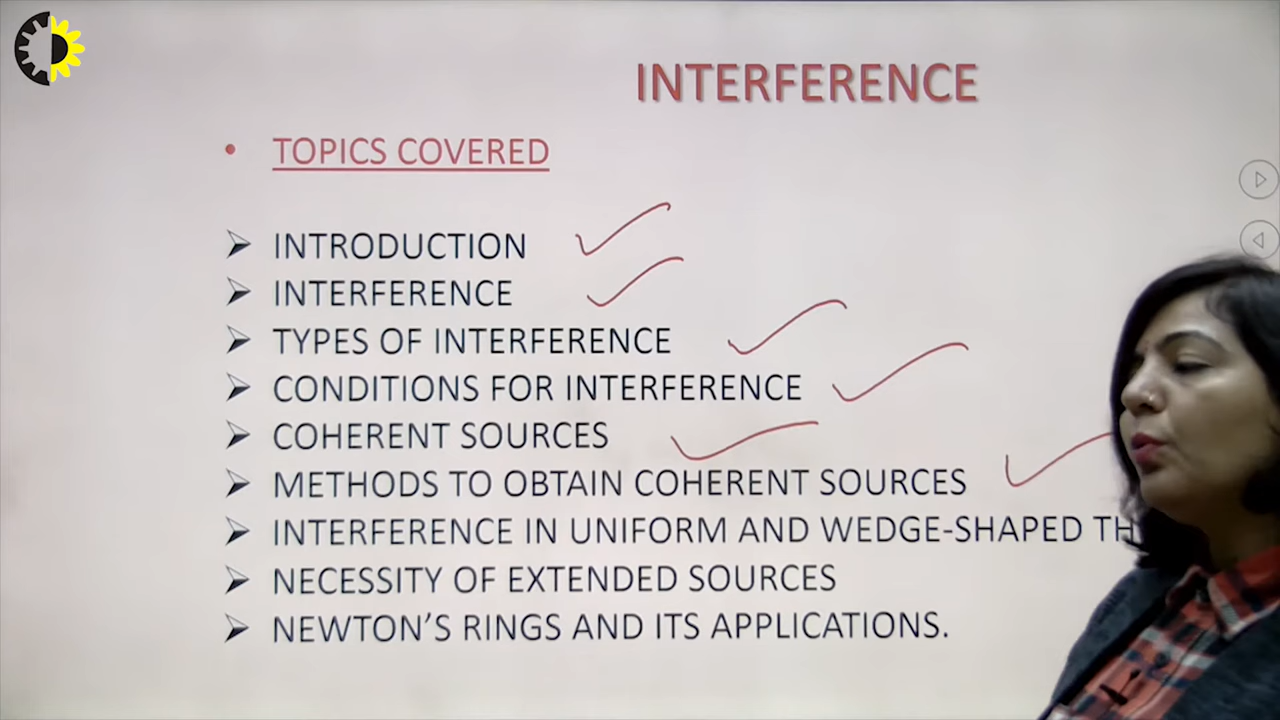 INTERFERENCE
• TOPICS COVERED
➢ INTRODUCTION
➢ INTERFERENCE
➢ TYPES OF INTERFERENCE
➢ CONDITIONS FOR INTERFERENCE
➢ COHERENT SOURCES
➢ METHODS TO OBTAIN COHERENT SOURCES
➢ INTERFERENCE IN UNIFORM AND WEDGE-SHAPED
➢ NECESSITY OF EXTENDED SOURCES
➢ NEWTON'S RINGS AND ITS APPLICATIONS.